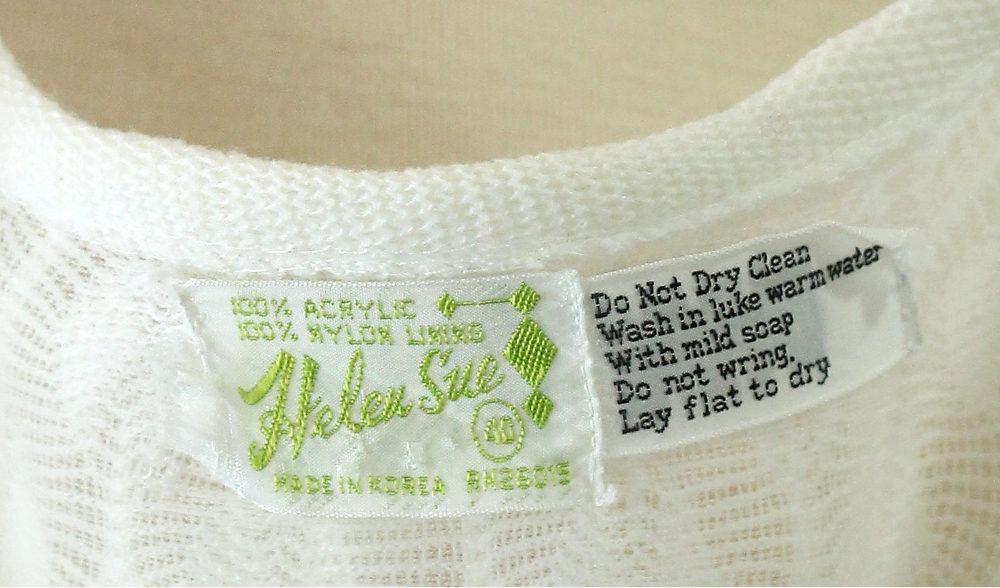 100% ACRYLIC
100% NYLON LINING
Helen Sue
40
MADE IN KOREA RN26015
Do Not Dry Clean
Wash in luke warm water
With mild soap
Do not wring.
Lay flat to dry